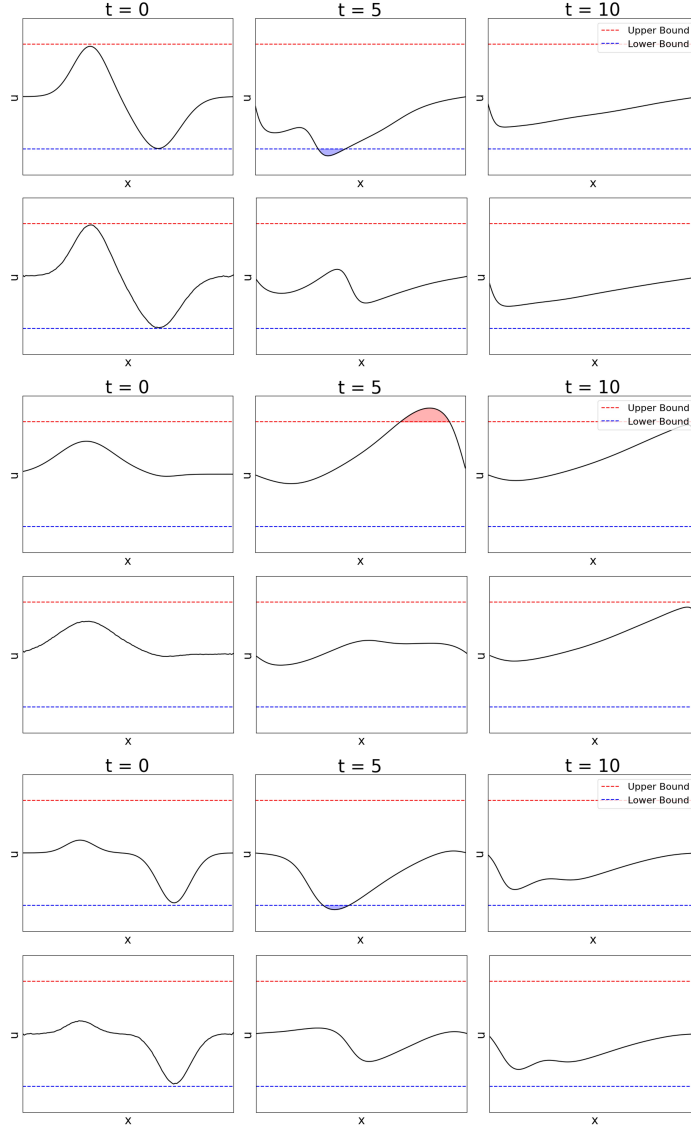 t = 0 t = 5 t = 10
Upper Bound
Lower Bound
u u u
x x x
u u u
x x x
t = 0 t = 5 t = 10
Upper Bound
Lower Bound
u u u
x x x
u u u
x x x
t = 0 t = 5 t = 10
Upper Bound
Lower Bound
u u u
x x x
u u u
x x x